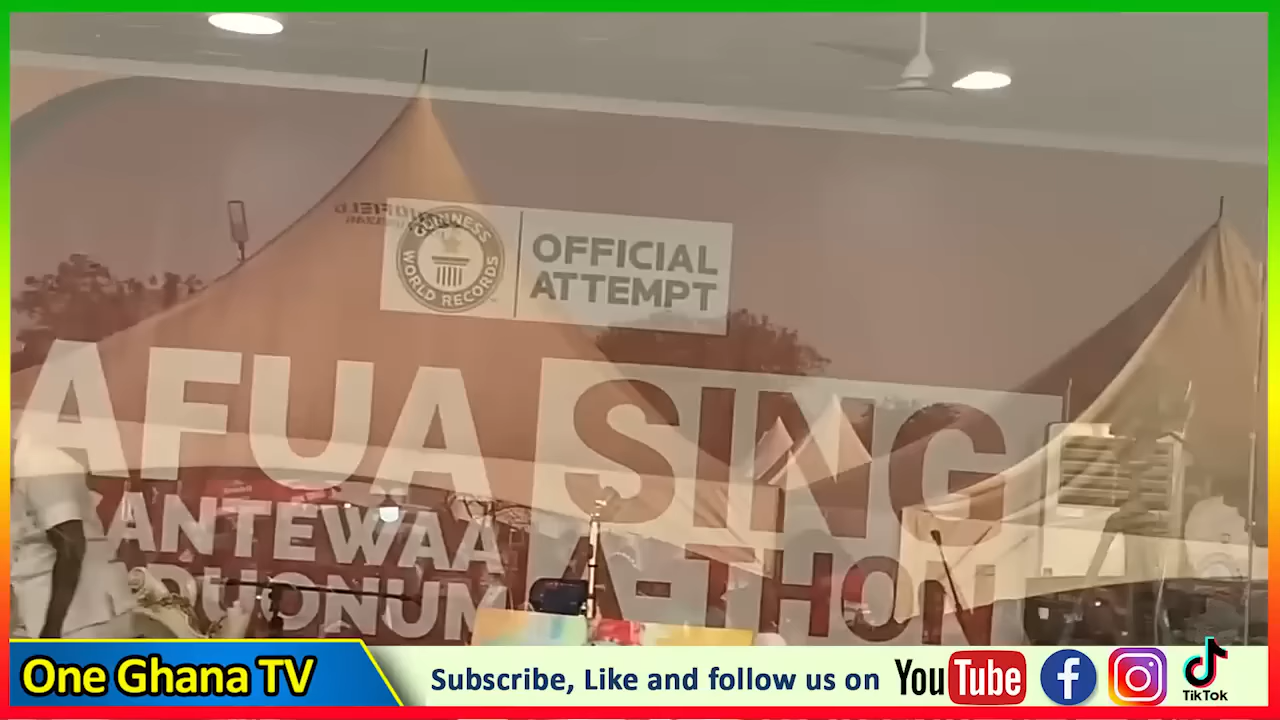 GUINNESS
WORLD RECORDS
OFFICIAL
ATTEMPT
AFUA
SING
ANTEWAA
A-THON
DUONUM
One Ghana TV
Subscribe, Like and follow us on
YouTube
TikTok